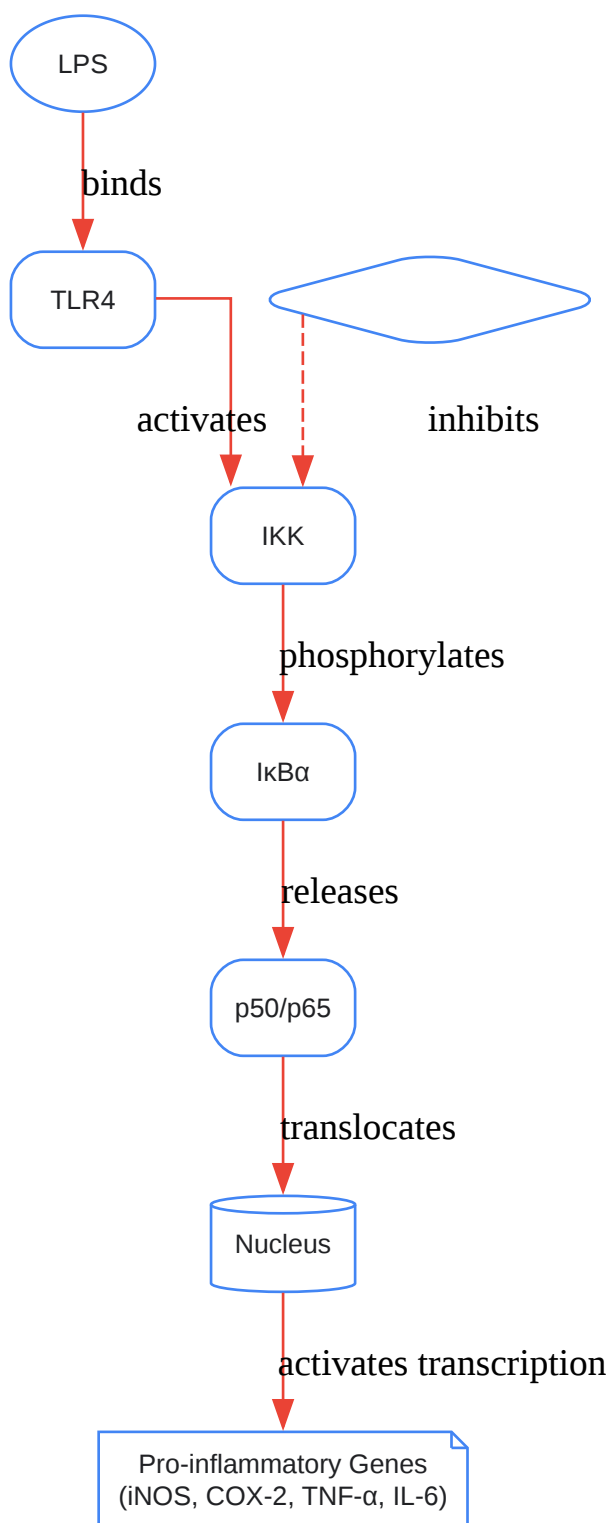 LPS
binds
TLR4
activates
inhibits
IKK
phosphorylates
IκBα
releases
p50/p65
translocates
Nucleus
activates transcription
Pro-inflammatory Genes
(iNOS, COX-2, TNF-α, IL-6)